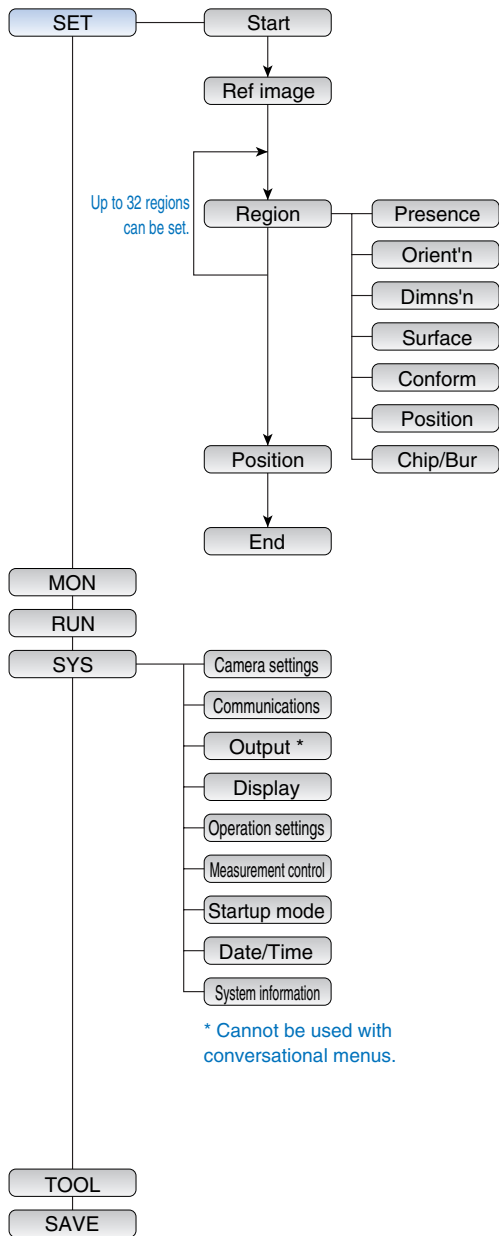 SET
Start
Ref image
Up to 32 regions
can be set.
Region
Presence
Orient'n
Dimns'n
Surface
Conform
Position
Chip/Bur
Position
End
MON
RUN
SYS
Camera settings
Communications
Output *
Display
Operation settings
Measurement control
Startup mode
Date/Time
System information
* Cannot be used with
conversational menus.
TOOL
SAVE